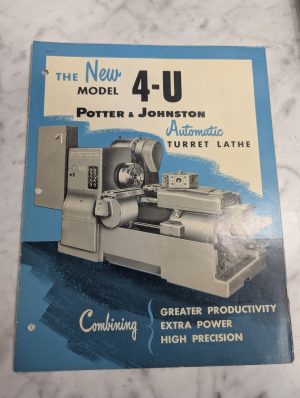 THE New
MODEL 4-U
POTTER & JOHNSTON
Automatic
TURRET LATHE
Combining
GREATER PRODUCTIVITY
EXTRA POWER
HIGH PRECISION